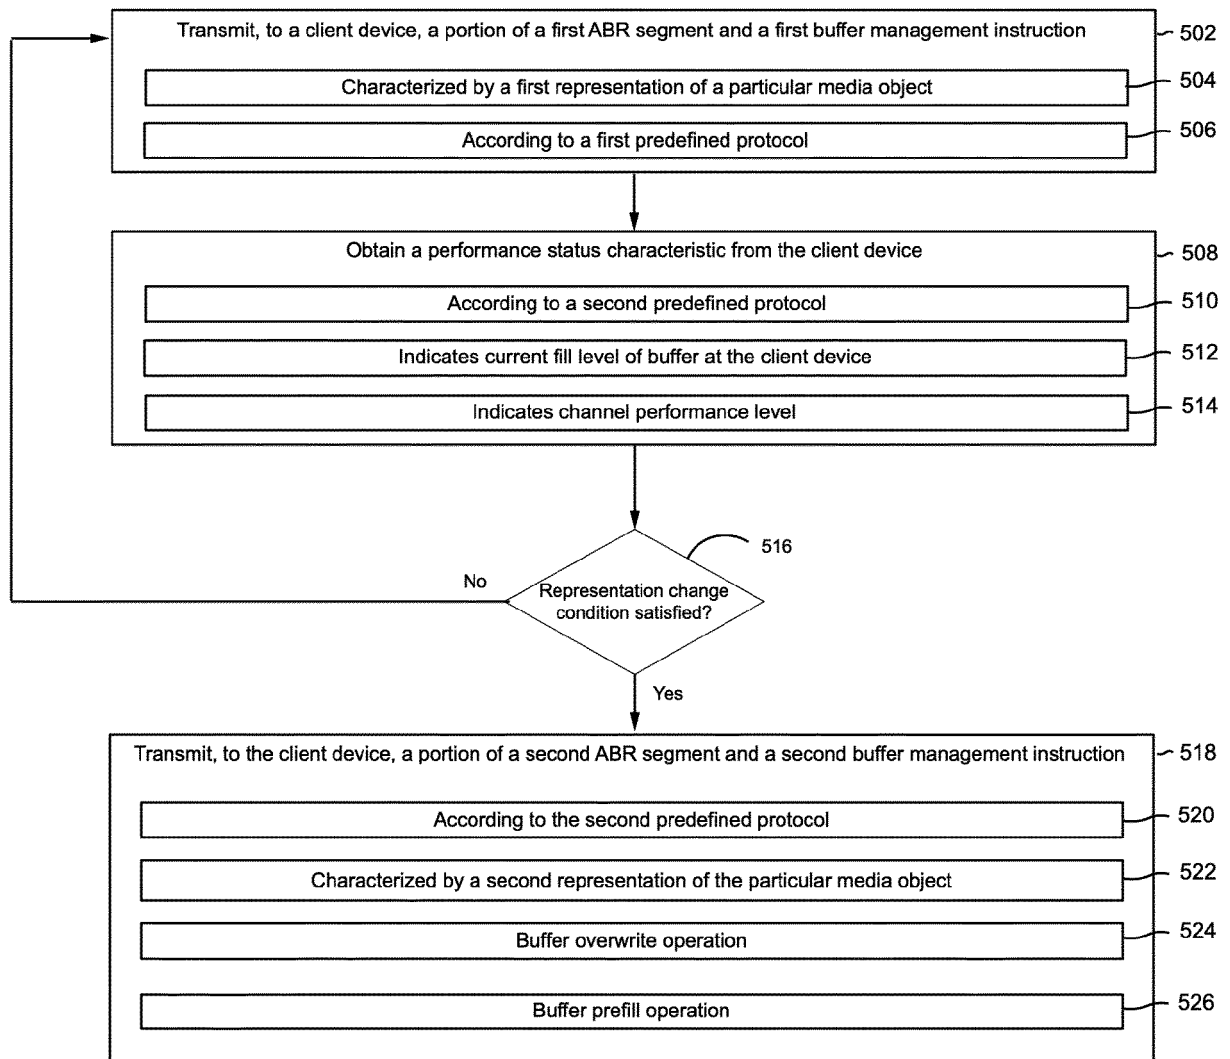 Transmit, to a client device, a portion of a first ABR segment and a first buffer management instruction 502
Characterized by a first representation of a particular media object 504
According to a first predefined protocol 506
Obtain a performance status characteristic from the client device 508
According to a second predefined protocol 510
Indicates current fill level of buffer at the client device 512
Indicates channel performance level 514
516
No
Representation change
condition satisfied?
Yes
Transmit, to the client device, a portion of a second ABR segment and a second buffer management instruction 518
According to the second predefined protocol 520
Characterized by a second representation of the particular media object 522
Buffer overwrite operation 524
Buffer prefill operation 526